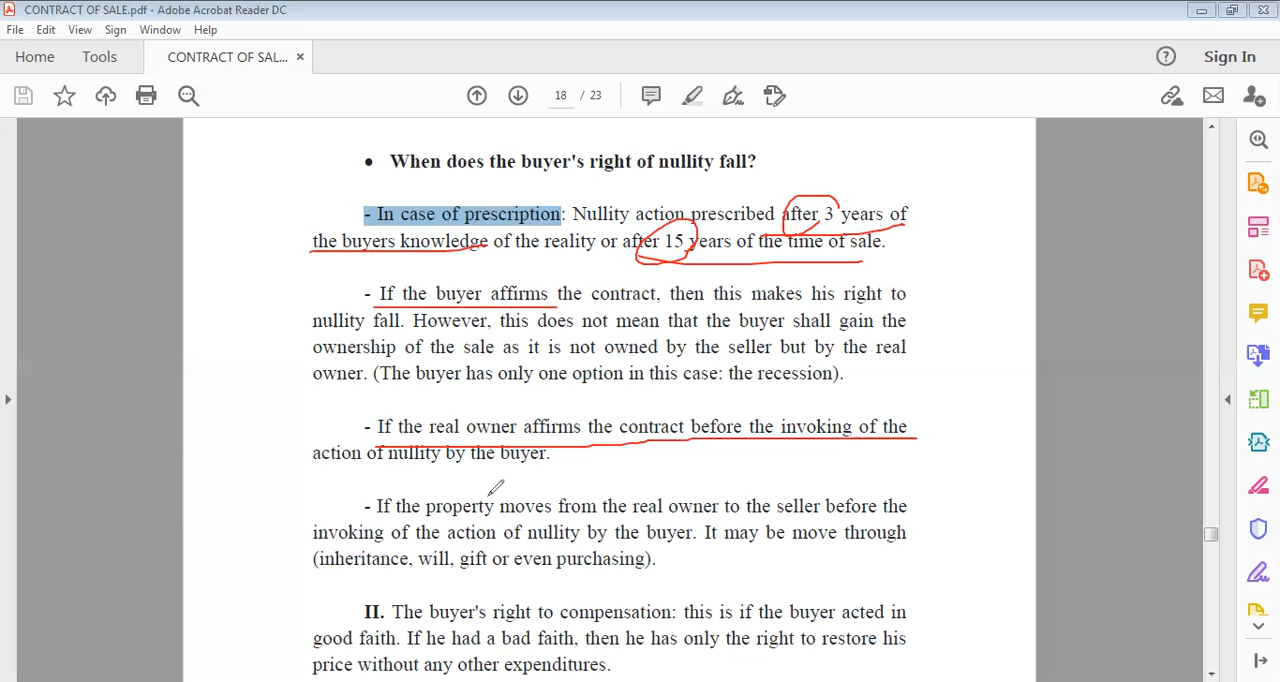 CONTRACT OF SALE.pdf - Adobe Acrobat Reader DC
File Edit View Sign Window Help
Home Tools CONTRACT OF SAL... × Sign In
18 / 23
• When does the buyer's right of nullity fall?
- In case of prescription: Nullity action prescribed after 3 years of
the buyers knowledge of the reality or after 15 years of the time of sale.
- If the buyer affirms the contract, then this makes his right to
nullity fall. However, this does not mean that the buyer shall gain the
ownership of the sale as it is not owned by the seller but by the real
owner. (The buyer has only one option in this case: the recession).
- If the real owner affirms the contract before the invoking of the
action of nullity by the buyer.
- If the property moves from the real owner to the seller before the
invoking of the action of nullity by the buyer. It may be move through
(inheritance, will, gift or even purchasing).
II. The buyer's right to compensation: this is if the buyer acted in
good faith. If he had a bad faith, then he has only the right to restore his
price without any other expenditures.